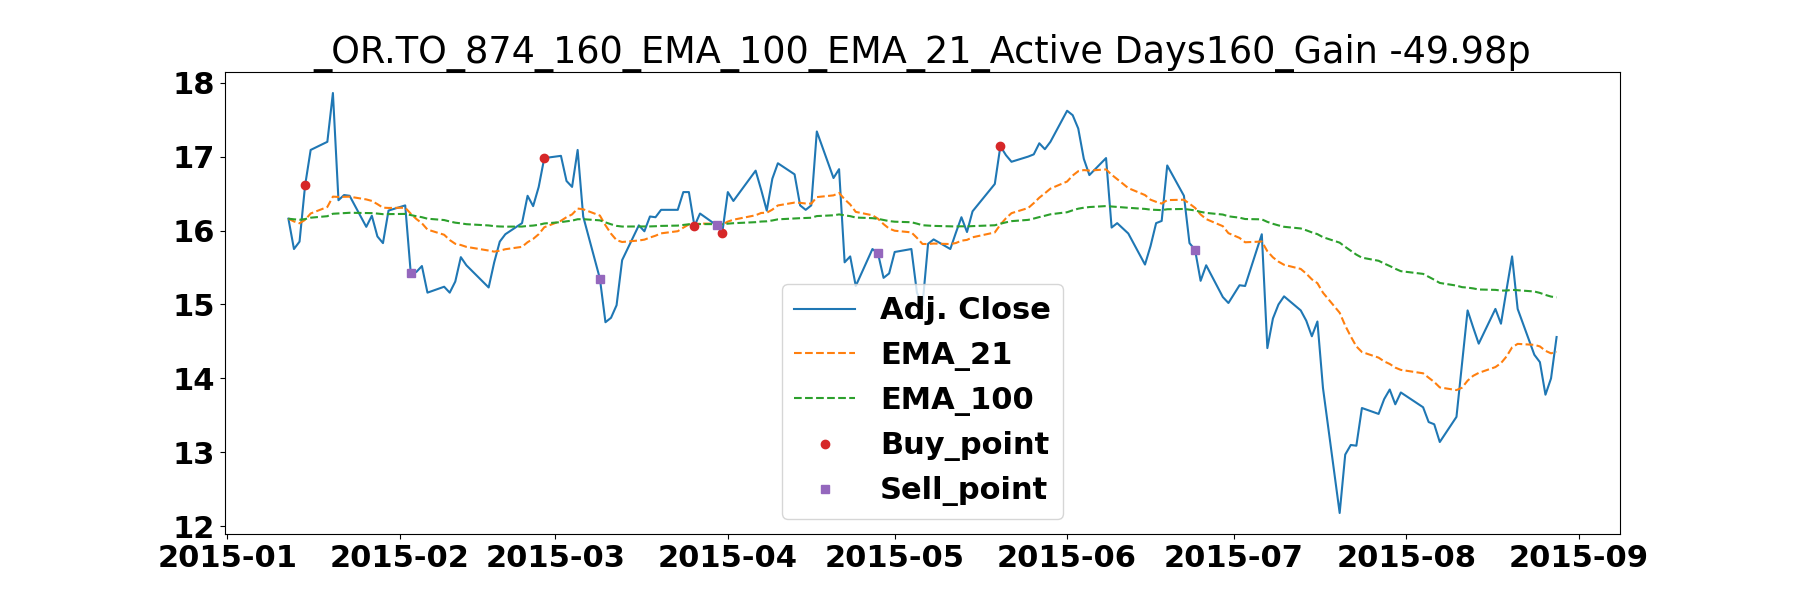 _OR.TO_874_160_EMA_100_EMA_21_Active Days160_Gain -49.98p
18
17
16
15
14
13
12
Adj. Close
EMA_21
EMA_100
Buy_point
Sell_point
2015-01 2015-02 2015-03 2015-04 2015-05 2015-06 2015-07 2015-08 2015-09